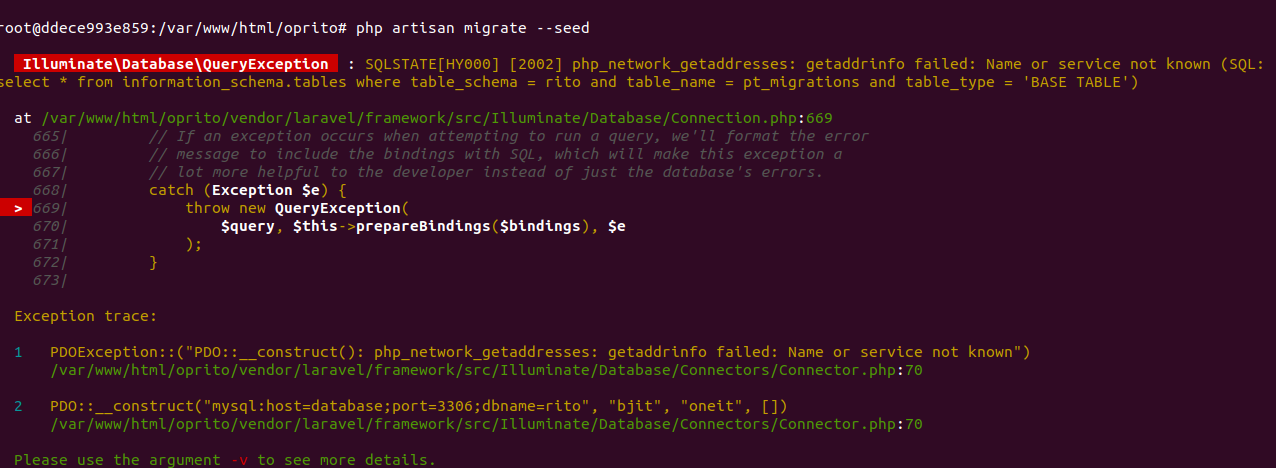 root@ddece993e859:/var/www/html/oprito# php artisan migrate --seed
Illuminate\Database\QueryException : SQLSTATE[HY000] [2002] php_network_getaddresses: getaddrinfo failed: Name or service not known (SQL:
select * from information_schema.tables where table_schema = rito and table_name = pt_migrations and table_type = 'BASE TABLE')
at /var/www/html/oprito/vendor/laravel/framework/src/Illuminate/Database/Connection.php:669
665| // If an exception occurs when attempting to run a query, we'll format the error
666| // message to include the bindings with SQL, which will make this exception a
667| // lot more helpful to the developer instead of just the database's errors.
668| catch (Exception $e) {
> 669| throw new QueryException(
670| $query, $this->prepareBindings($bindings), $e
671| );
672| }
673|
Exception trace:
1 PDOException::("PDO::__construct(): php_network_getaddresses: getaddrinfo failed: Name or service not known")
/var/www/html/oprito/vendor/laravel/framework/src/Illuminate/Database/Connectors/Connector.php:70
2 PDO::__construct("mysql:host=database;port=3306;dbname=rito", "bjit", "oneit", [])
/var/www/html/oprito/vendor/laravel/framework/src/Illuminate/Database/Connectors/Connector.php:70
Please use the argument -v to see more details.